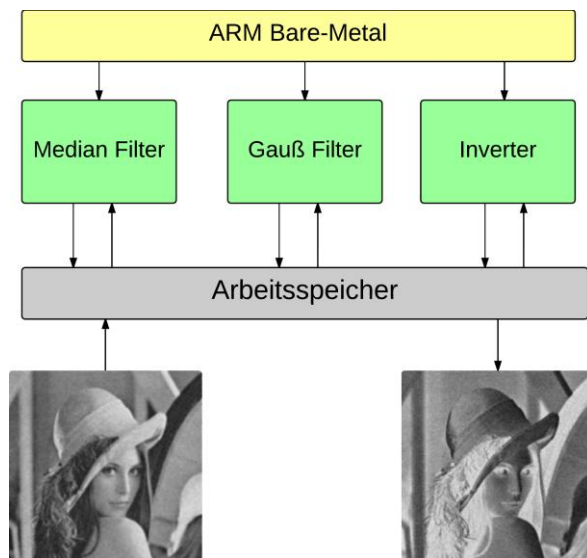 ARM Bare-Metal
Median Filter
Gauß Filter
Inverter
Arbeitsspeicher